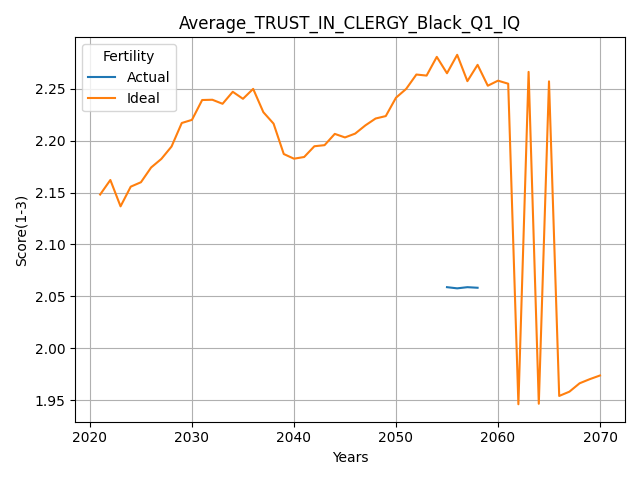 Average_TRUST_IN_CLERGY_Black_Q1_IQ
Fertility
Actual
Ideal
Score(1-3)
2.25
2.20
2.15
2.10
2.05
2.00
1.95
2020 2030 2040 2050 2060 2070
Years